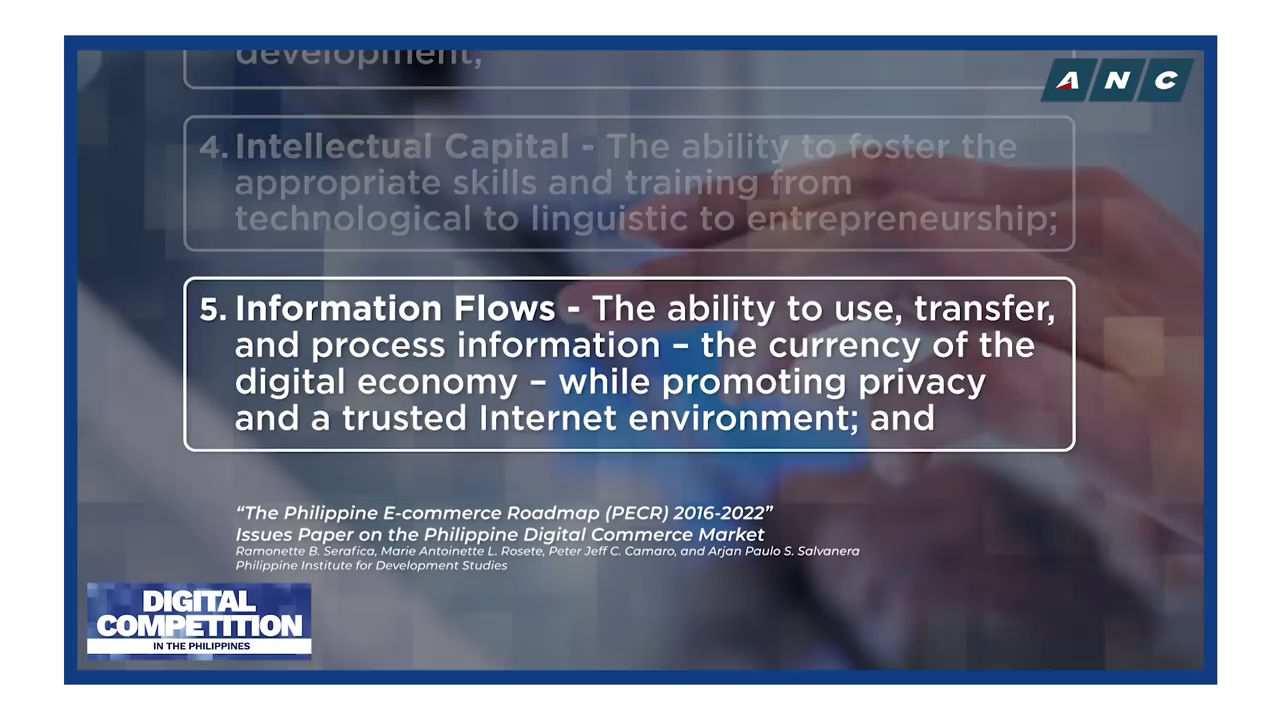 development;
ANC
4. Intellectual Capital - The ability to foster the
appropriate skills and training from
technological to linguistic to entrepreneurship;
5. Information Flows - The ability to use, transfer,
and process information – the currency of the
digital economy – while promoting privacy
and a trusted Internet environment; and
“The Philippine E-commerce Roadmap (PECR) 2016-2022”
Issues Paper on the Philippine Digital Commerce Market
Ramonette B. Serafica, Marie Antoinette L. Rosete, Peter Jeff C. Camaro, and Arjan Paulo S. Salvanera
Philippine Institute for Development Studies
DIGITAL
COMPETITION
IN THE PHILIPPINES